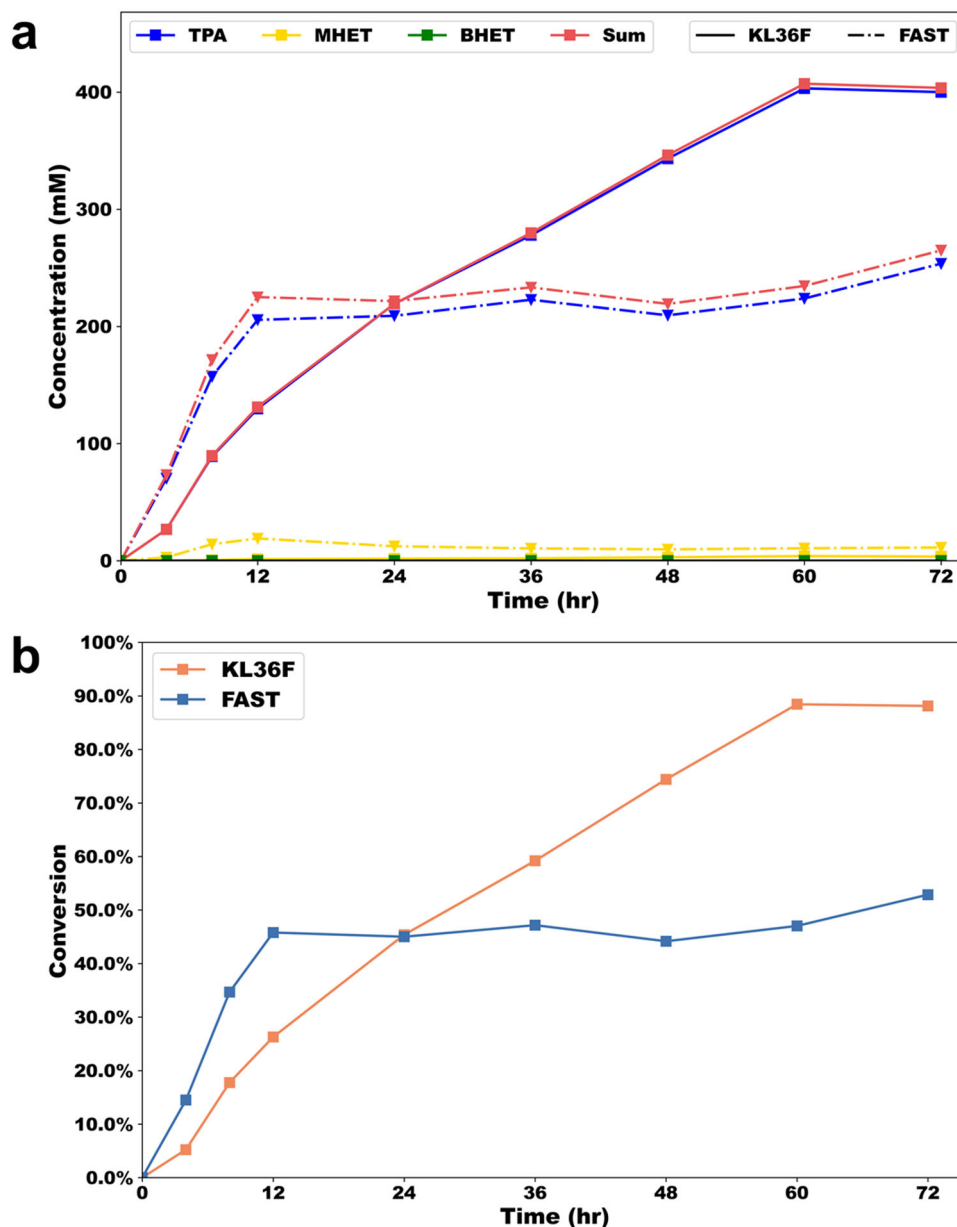 a
TPA MHET BHET Sum KL36F FAST
400
300
200
100
0
Concentration (mM)
0 12 24 36 48 60 72
Time (hr)
b
KL36F
FAST
100%
90.0%
80.0%
70.0%
60.0%
50.0%
40.0%
30.0%
20.0%
10.0%
0.0%
Conversion
0 12 24 36 48 60 72
Time (hr)